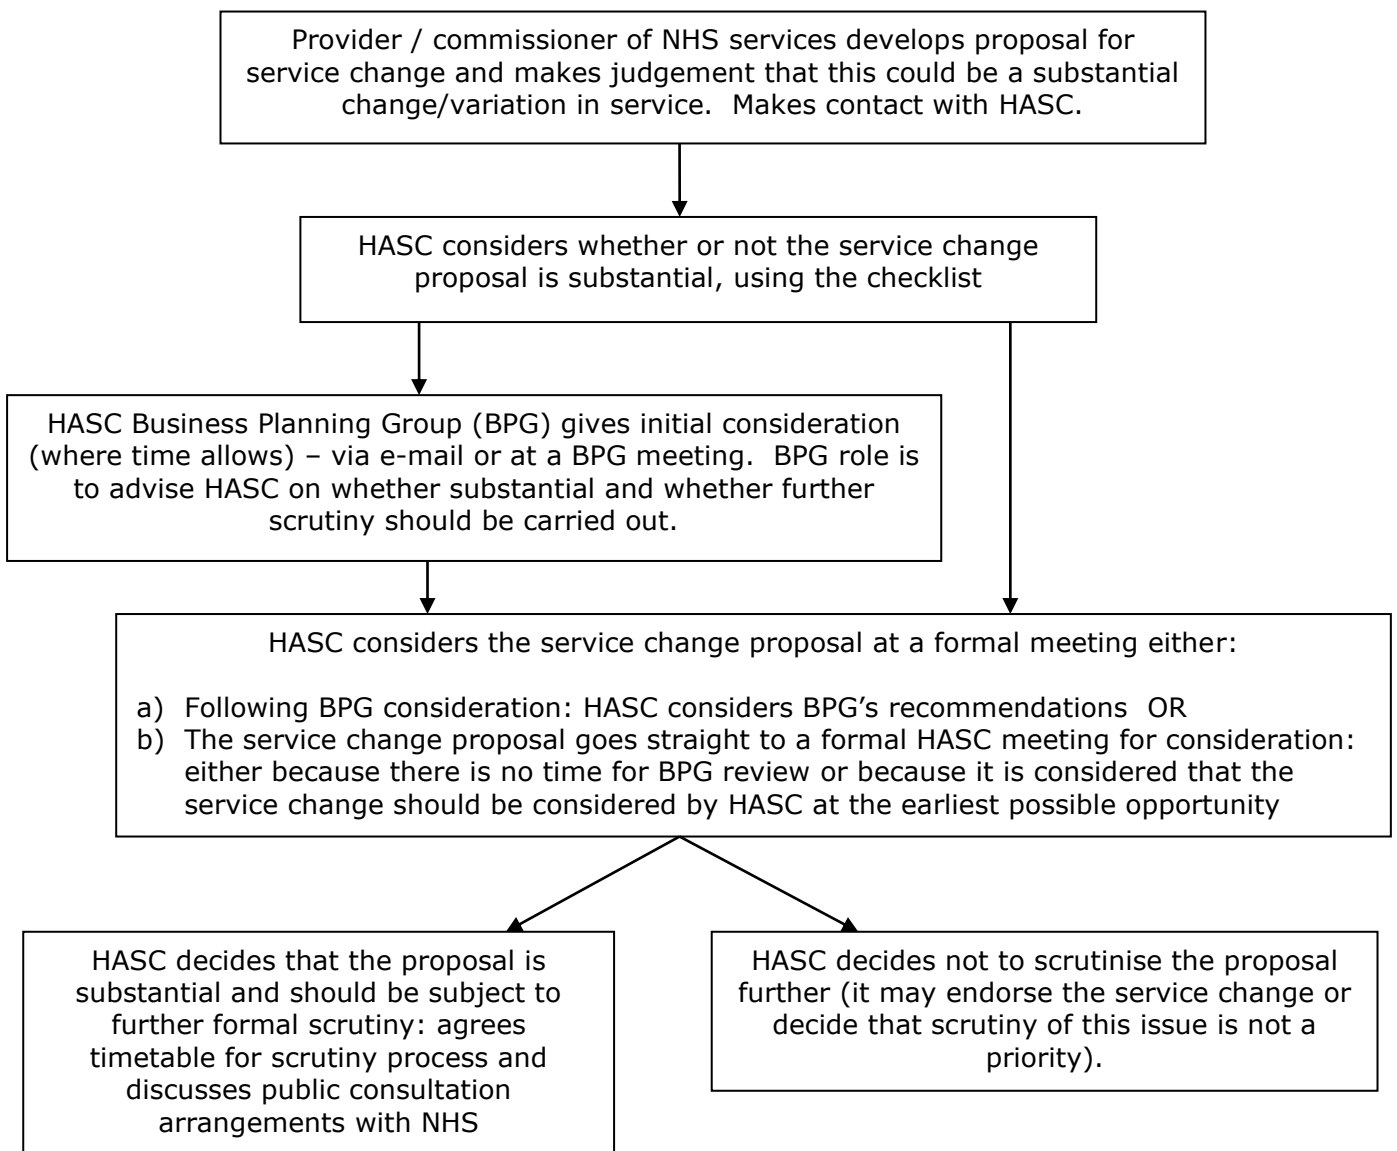 Provider / commissioner of NHS services develops proposal for
service change and makes judgement that this could be a substantial
change/variation in service.  Makes contact with HASC.
HASC considers whether or not the service change
proposal is substantial, using the checklist
HASC Business Planning Group (BPG) gives initial consideration
(where time allows) – via e-mail or at a BPG meeting.  BPG role is
to advise HASC on whether substantial and whether further
scrutiny should be carried out.
HASC considers the service change proposal at a formal meeting either:
a) Following BPG consideration: HASC considers BPG's recommendations  OR
b) The service change proposal goes straight to a formal HASC meeting for consideration:
either because there is no time for BPG review or because it is considered that the
service change should be considered by HASC at the earliest possible opportunity
HASC decides that the proposal is
substantial and should be subject to
further formal scrutiny: agrees
timetable for scrutiny process and
discusses public consultation
arrangements with NHS
HASC decides not to scrutinise the proposal
further (it may endorse the service change or
decide that scrutiny of this issue is not a
priority).